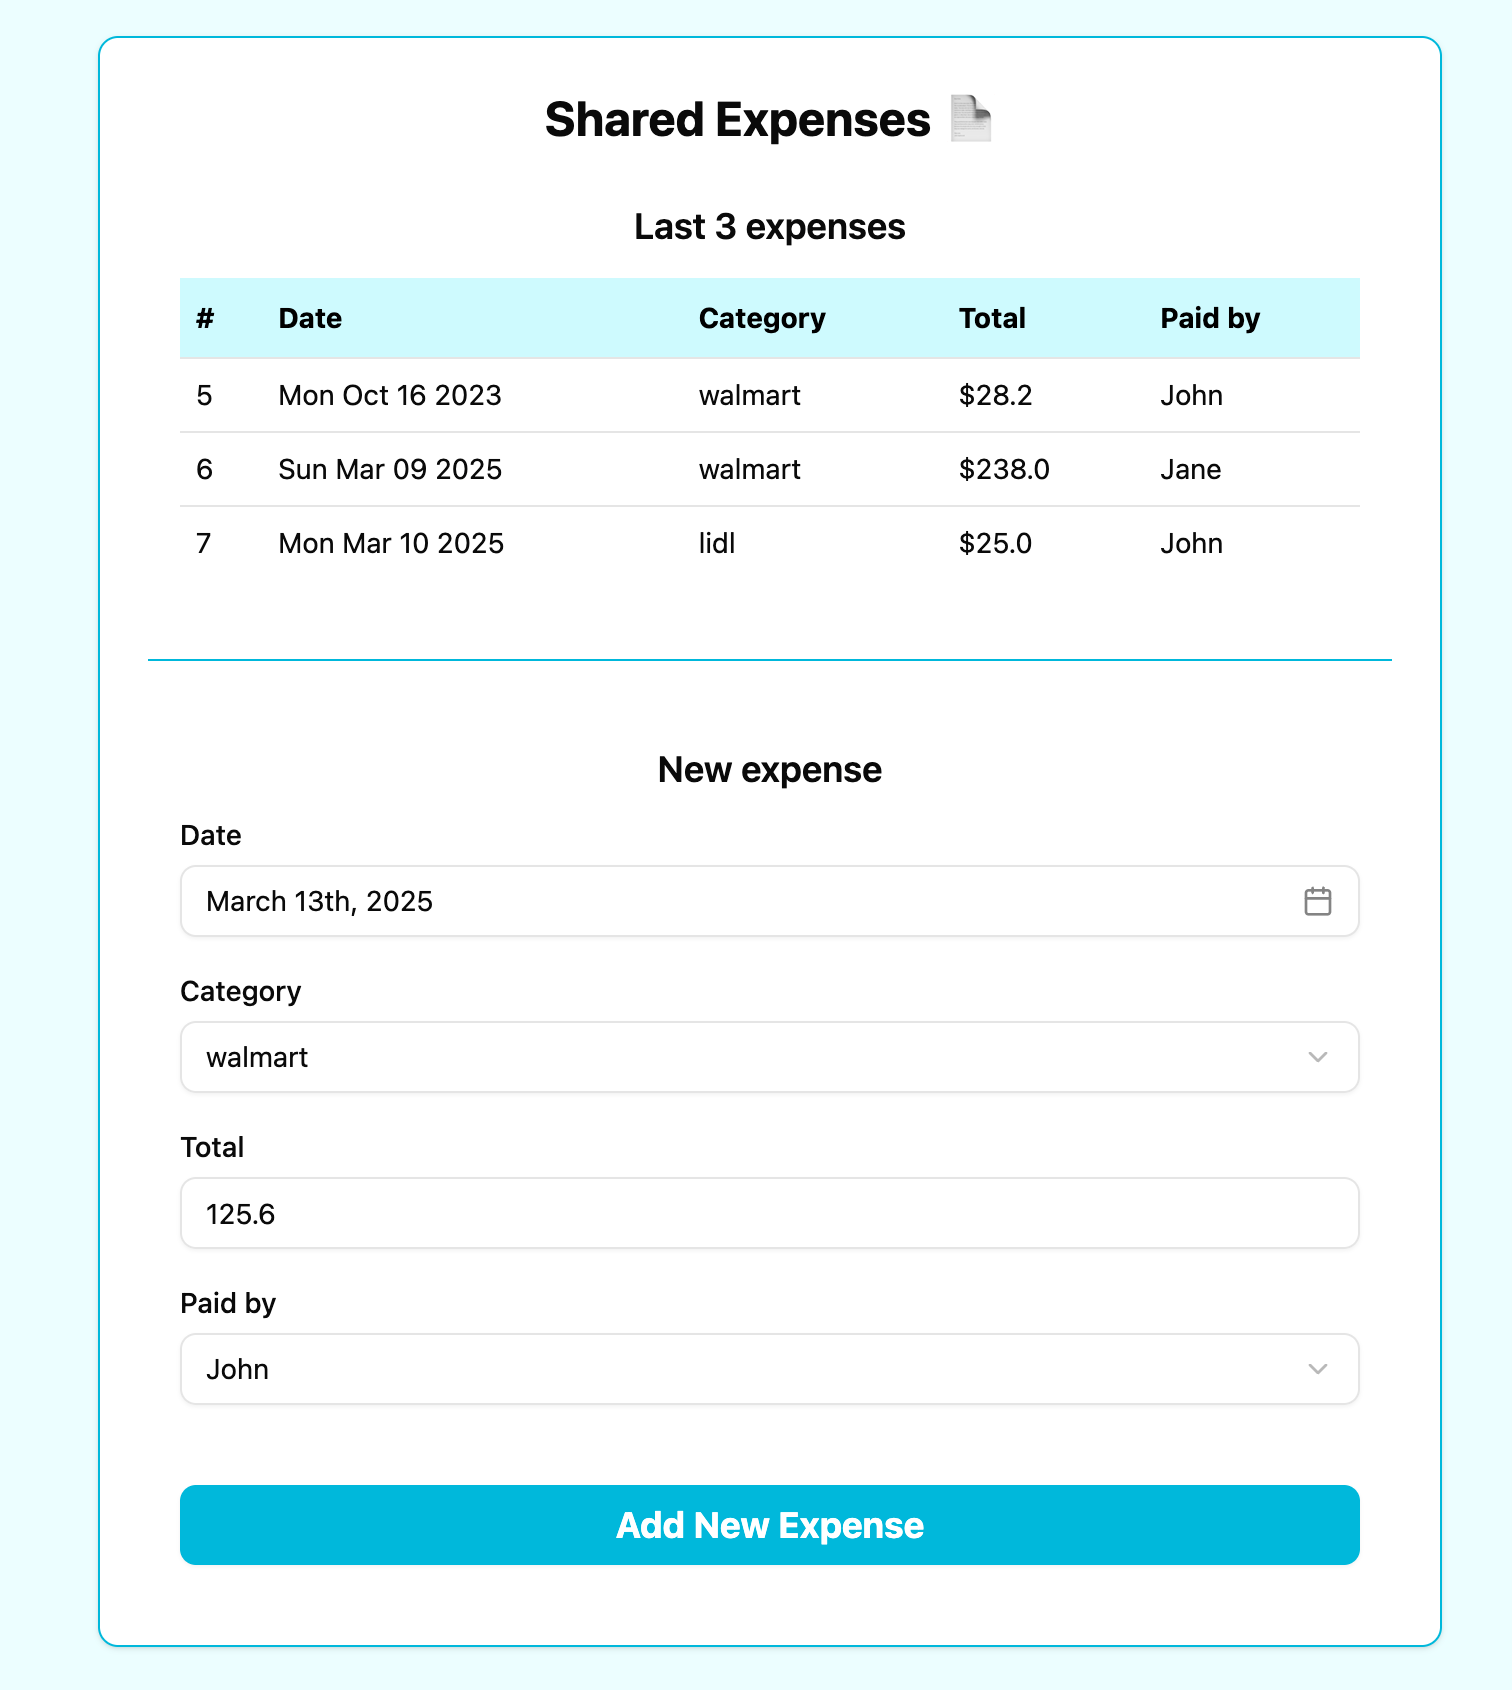 Shared Expenses
Last 3 expenses
# Date Category Total Paid by
5 Mon Oct 16 2023 walmart $28.2 John
6 Sun Mar 09 2025 walmart $238.0 Jane
7 Mon Mar 10 2025 lidl $25.0 John
New expense
Date
March 13th, 2025
Category
walmart
Total
125.6
Paid by
John
Add New Expense